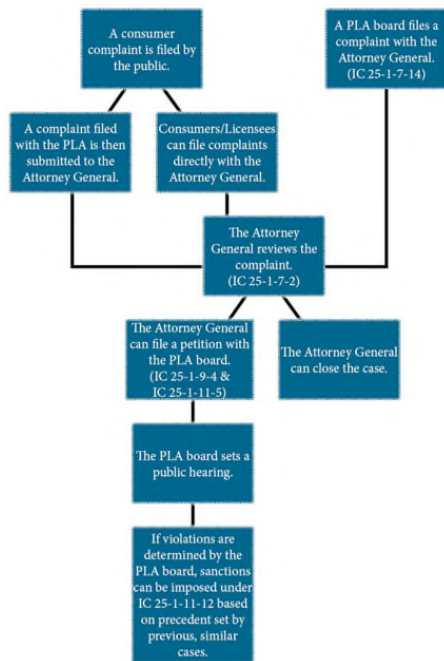 A consumer
complaint is filed by
the public.
A PLA board files a
complaint with the
Attorney General.
(IC 25-1-7-14)
A complaint filed
with the PLA is then
submitted to the
Attorney General.
Consumers/Licensees
can file complaints
directly with the
Attorney General.
The Attorney
General reviews the
complaint.
(IC 25-1-7-2)
The Attorney General
can file a petition with
the PLA board.
(IC 25-1-9-4 &
IC 25-1-11-5)
The Attorney General
can close the case.
The PLA board sets a
public hearing.
If violations are
determined by the
PLA board, sanctions
can be imposed under
IC 25-1-11-12 based
on precedent set by
previous, similar
cases.